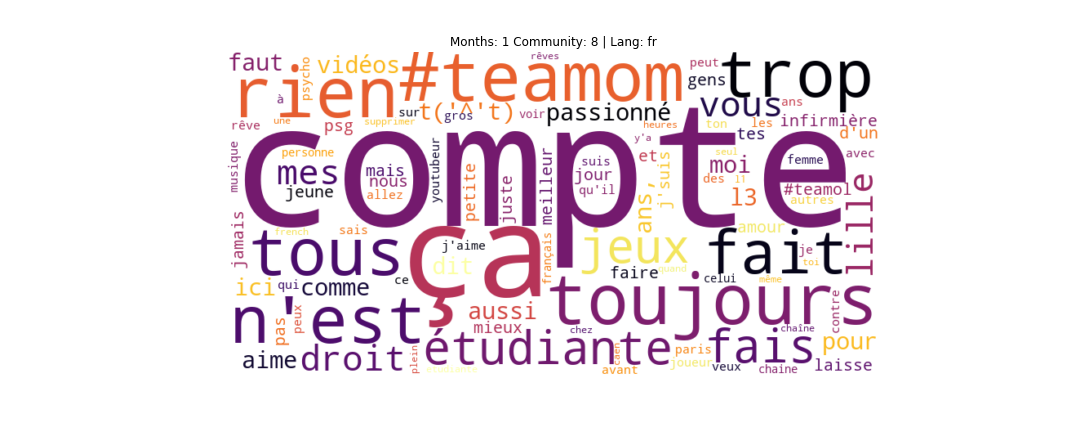 Months: 1 Community: 8 | Lang: fr
faut
psycho
vidéos
#teamom
rêves
peut
gens
trop
rien
à
une
rêve
psg
supprimer
sur
t('^'t)
gros
voir
passionné
heures
vous
ans
ton
les
tes
infirmière
d'un
compte
musique
personne
mes
jeune
mais
nous
allez
youtubeur
petite
juste
meilleur
suis
jour
qu'il
et
y'a
ans,
j'suis
moi
seul
des
l1
l3
femme
#teamol
autres
avec
lille
jamais
french
tous
sais
ça
j'aime
dit
français
jeux
quand
faire
amour
fait
celui
même
je
toi
ici
qui
comme
ce
n'est
pas
peux
aussi
mieux
toujours
chez
contre
chaîne
aime
droit
plein
étudiante
caen
avant
paris
joueur
fais
veux
chaine
pour
laisse